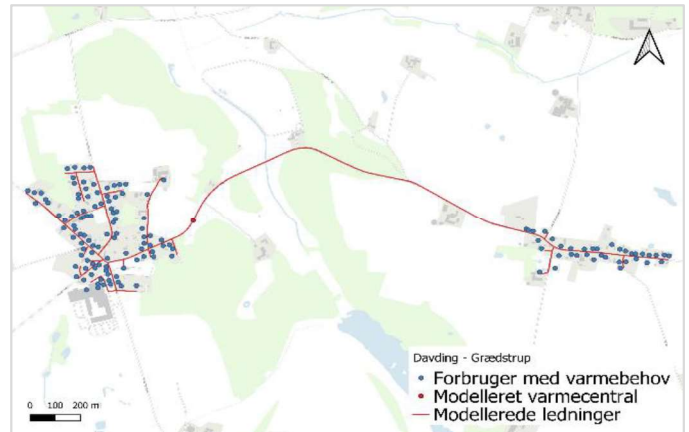 Davding - Grædstrup
Forbruger med varmebehov
Modelleret varmecentral
Modellerede ledninger
0 100 200 m